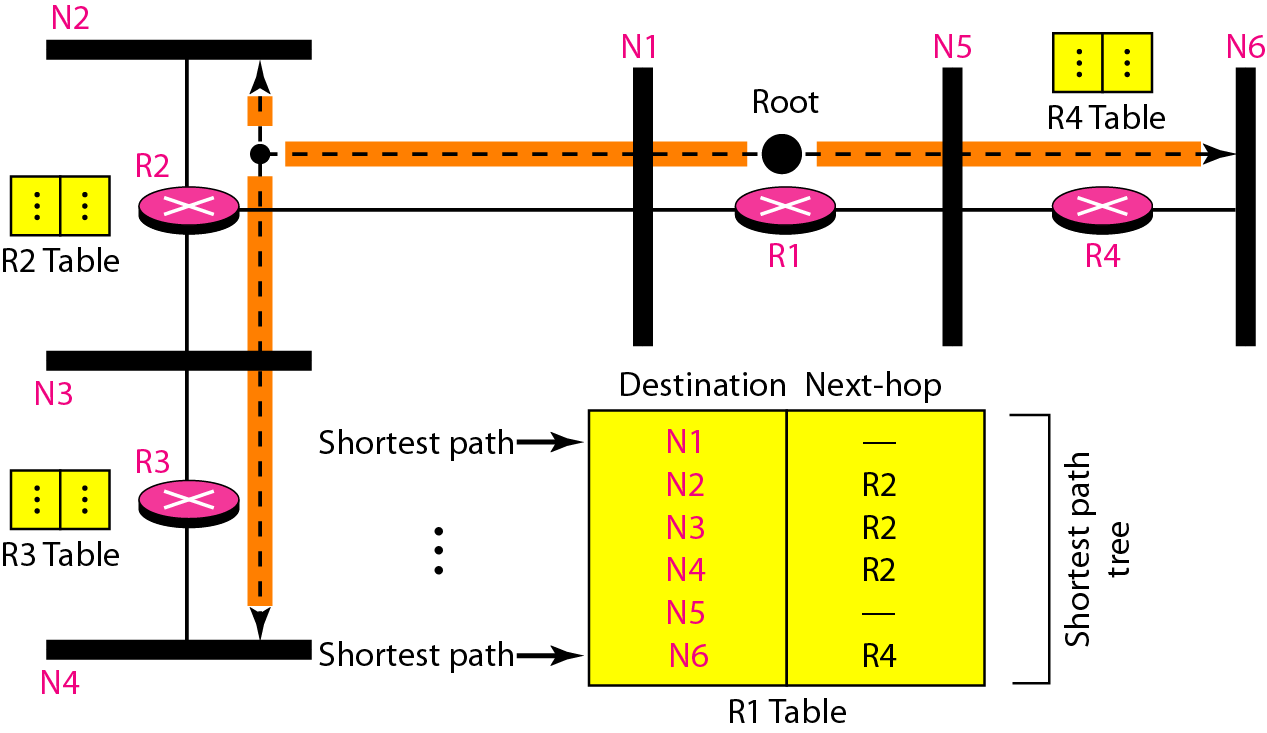 N2
N1
N5
N6
Root
R4 Table
R2
R2 Table
R1
R4
N3
Destination Next-hop
Shortest path
N1 —
N2 R2
N3 R2
N4 R2
N5 —
N6 R4
Shortest path
Shortest path
tree
R3
R3 Table
N4
R1 Table